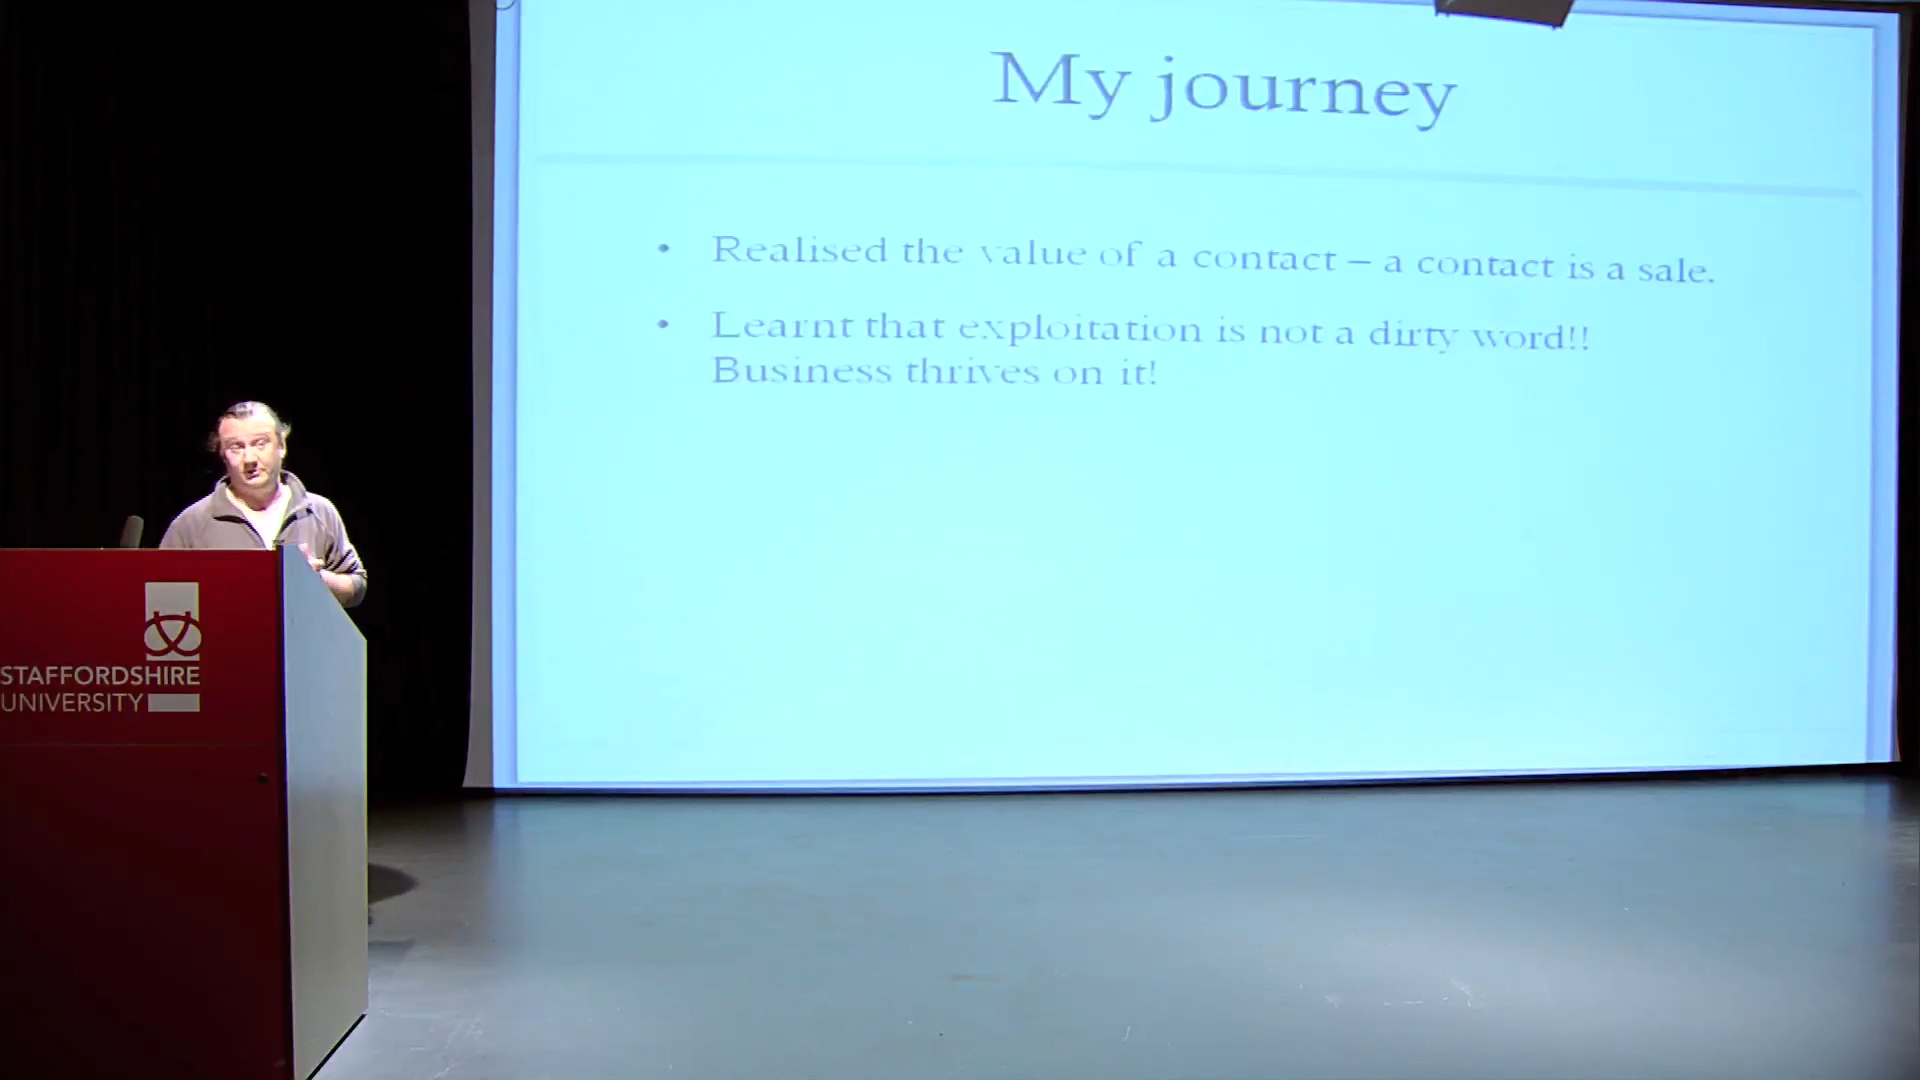 My journey
• Realised the value of a contact – a contact is a sale.
• Learnt that exploitation is not a dirty word!!
Business thrives on it!
STAFFORDSHIRE
UNIVERSITY